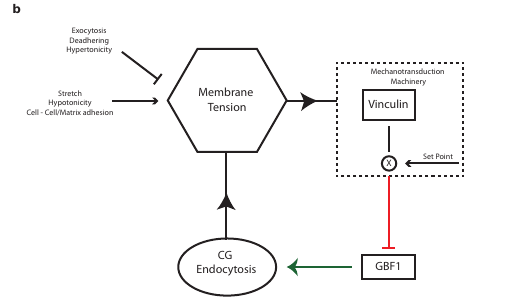 b
Exocytosis
Deadhering
Hypertonicity
Stretch
Hypotonicity
Cell - Cell/Matrix adhesion
Membrane
Tension
Mechanotransduction
Machinery
Vinculin
X
Set Point
CG
Endocytosis
GBF1